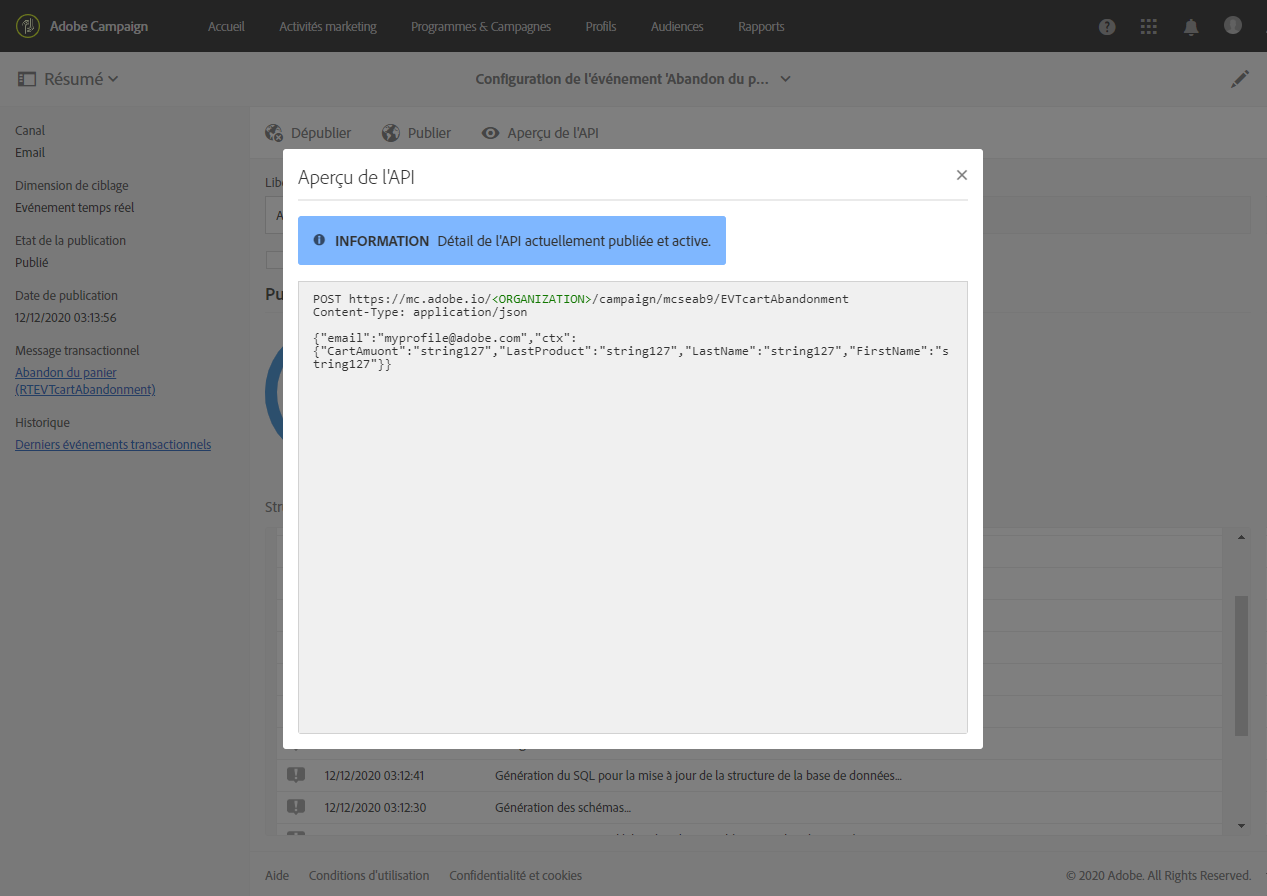 Adobe Campaign
Accueil
Activités marketing
Programmes & Campagnes
Profils
Audiences
Rapports
Résumé
Configuration de l'événement 'Abandon du p...
Canal
Email
Dimension de ciblage
Evénement temps réel
Etat de la publication
Publié
Date de publication
12/12/2020 03:13:56
Message transactionnel
Abandon du panier
(RTEVTcartAbandonment)
Historique
Derniers événements transactionnels
Dépublier
Publier
Aperçu de l'API
Aperçu de l'API
INFORMATION Détail de l'API actuellement publiée et active.
POST https://mc.adobe.io/<ORGANIZATION>/campaign/mcseab9/EVTcartAbandonment
Content-Type: application/json
{"email":"myprofile@adobe.com","ctx":
{"CartAmuont":"string127","LastProduct":"string127","LastName":"string127","FirstName":"s
tring127"}}
12/12/2020 03:12:41
Génération du SQL pour la mise à jour de la structure de la base de données...
12/12/2020 03:12:30
Génération des schémas...
Aide
Conditions d'utilisation
Confidentialité et cookies
© 2020 Adobe. All Rights Reserved.